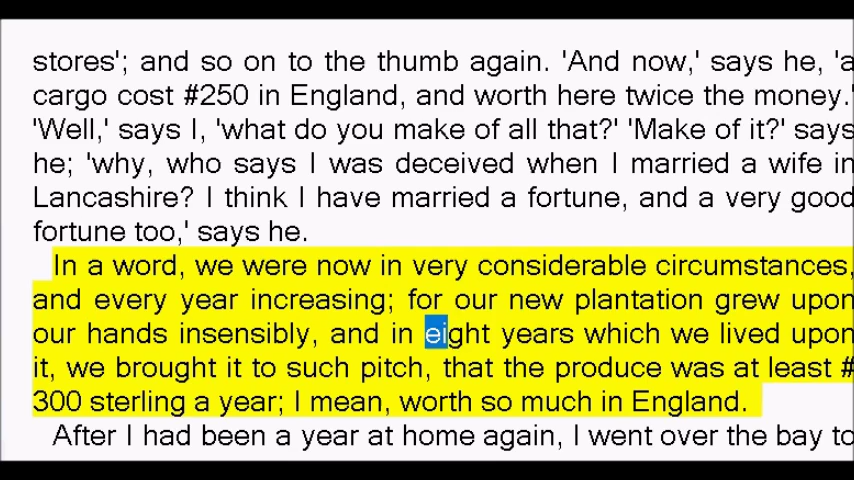 stores'; and so on to the thumb again. 'And now,' says he, 'a
cargo cost #250 in England, and worth here twice the money.'
'Well,' says I, 'what do you make of all that?' 'Make of it?' says
he; 'why, who says I was deceived when I married a wife in
Lancashire? I think I have married a fortune, and a very good
fortune too,' says he.
In a word, we were now in very considerable circumstances,
and every year increasing; for our new plantation grew upon
our hands insensibly, and in eight years which we lived upon
it, we brought it to such pitch, that the produce was at least #
300 sterling a year; I mean, worth so much in England.
After I had been a year at home again, I went over the bay to